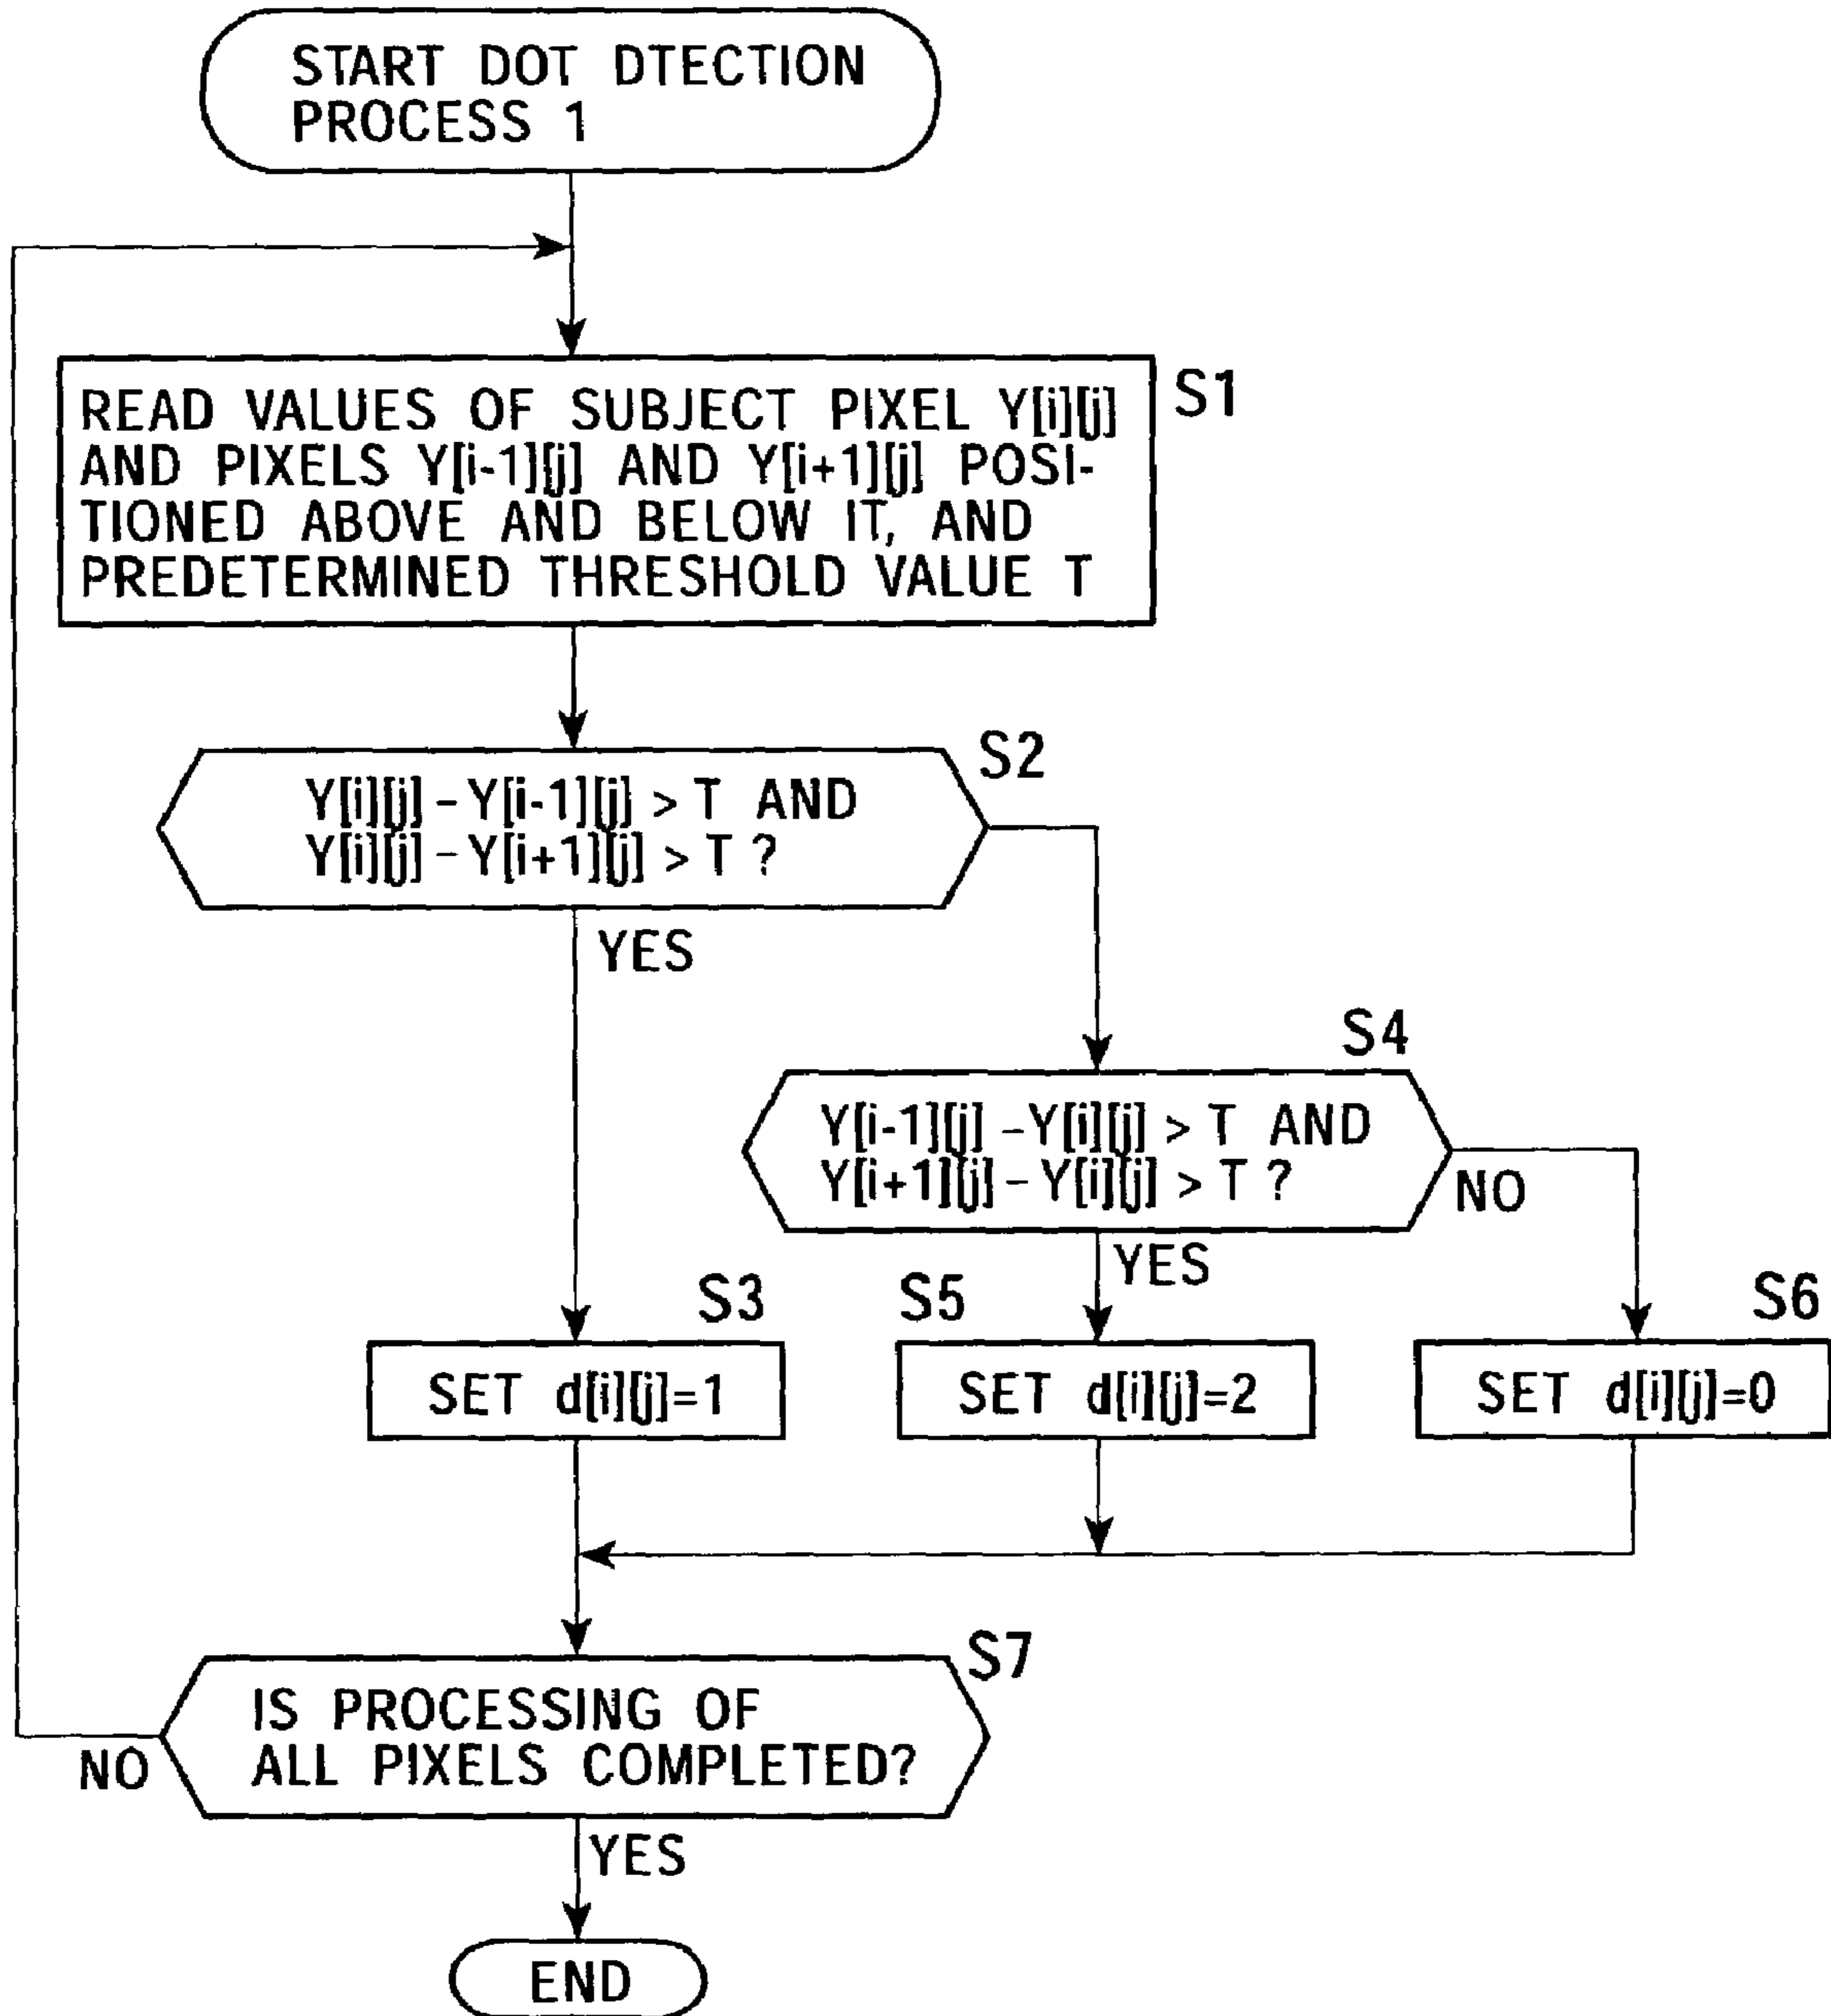 START DOT DTECTION
PROCESS 1
READ VALUES OF SUBJECT PIXEL Y[i][j]
AND PIXELS Y[i-1][j] AND Y[i+1][j] POSI-
TIONED ABOVE AND BELOW IT, AND
PREDETERMINED THRESHOLD VALUE T
S1
Y[i][j] – Y[i-1][j] > T AND
Y[i][j] – Y[i+1][j] > T ?
S2
YES
S4
Y[i-1][j] – Y[i][j] > T AND
Y[i+1][j] – Y[i][j] > T ?
NO
YES
S3
SET d[i][j]=1
S5
SET d[i][j]=2
S6
SET d[i][j]=0
S7
IS PROCESSING OF
ALL PIXELS COMPLETED?
NO
YES
END